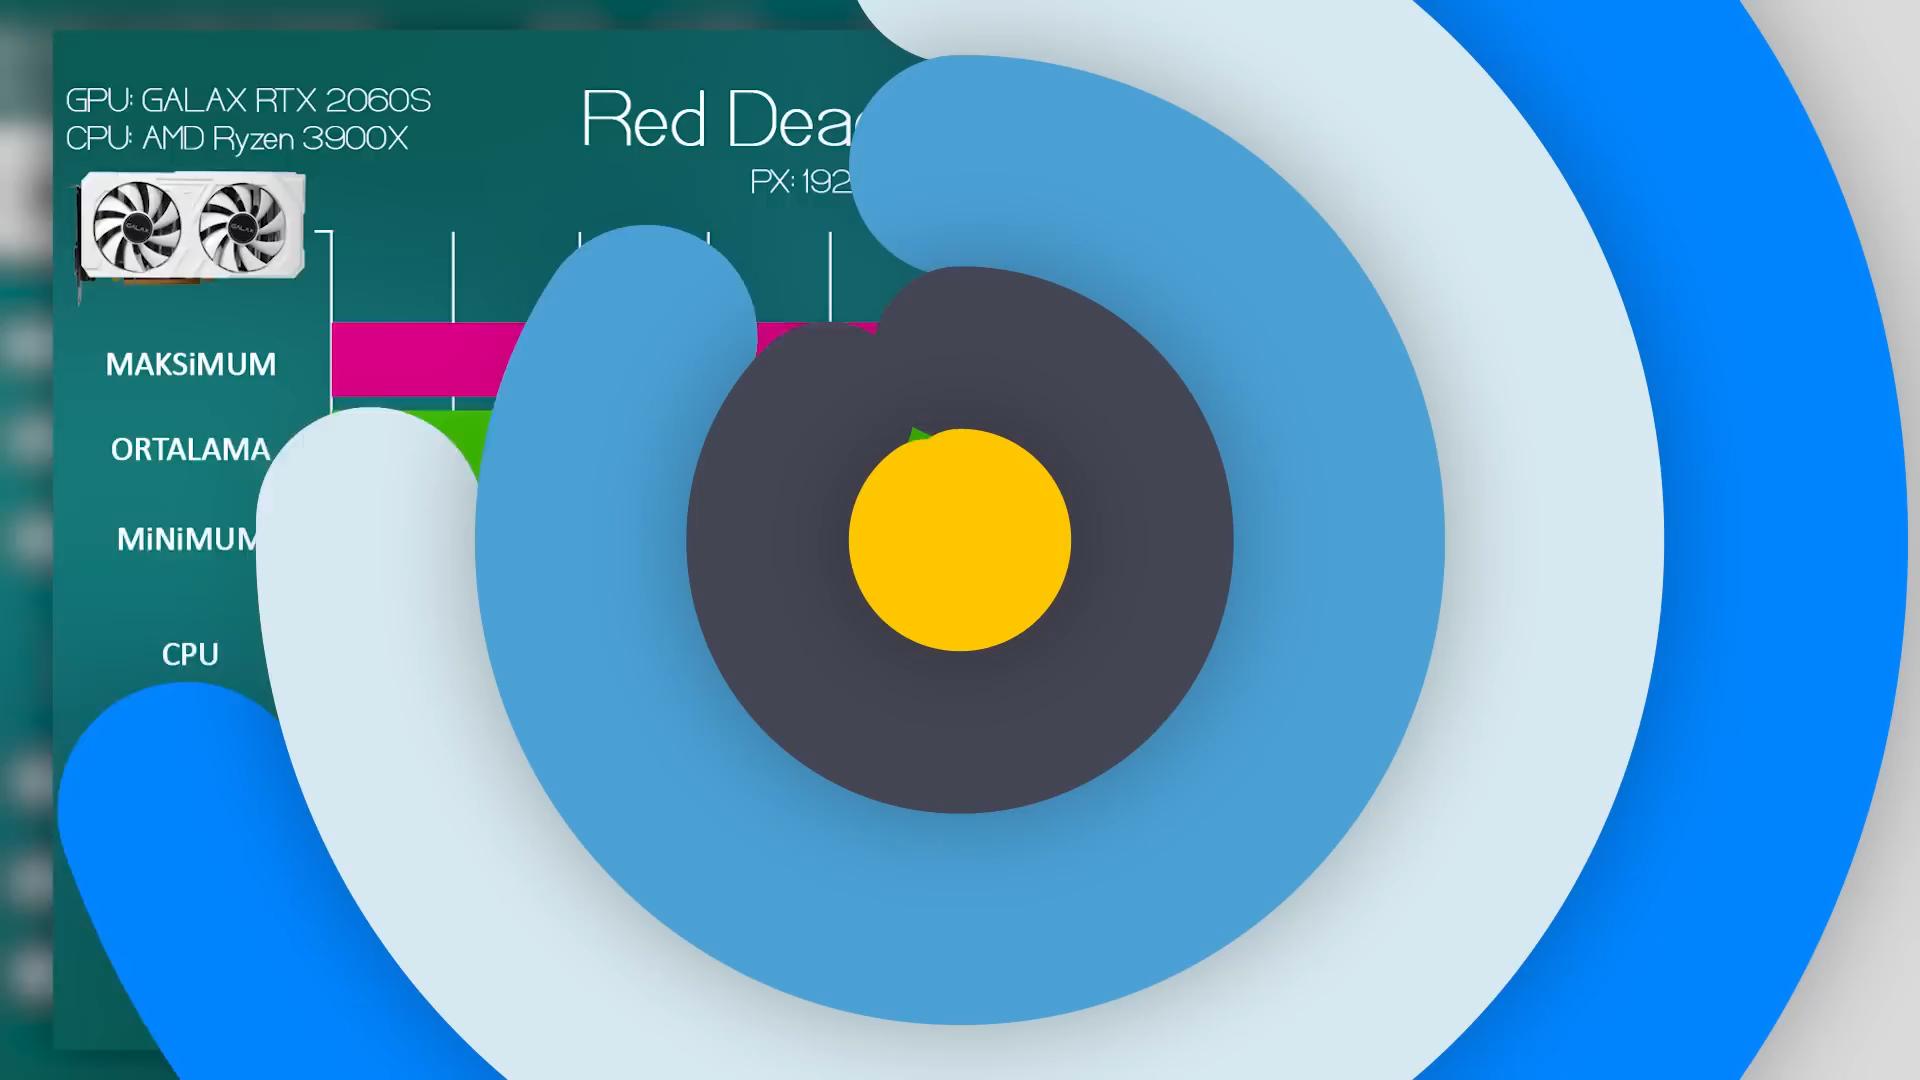 GPU: GALAX RTX 2060S
CPU: AMD Ryzen 3900X
Red Dea
PX: 192
MAKSiMUM
ORTALAMA
MiNiMUM
CPU